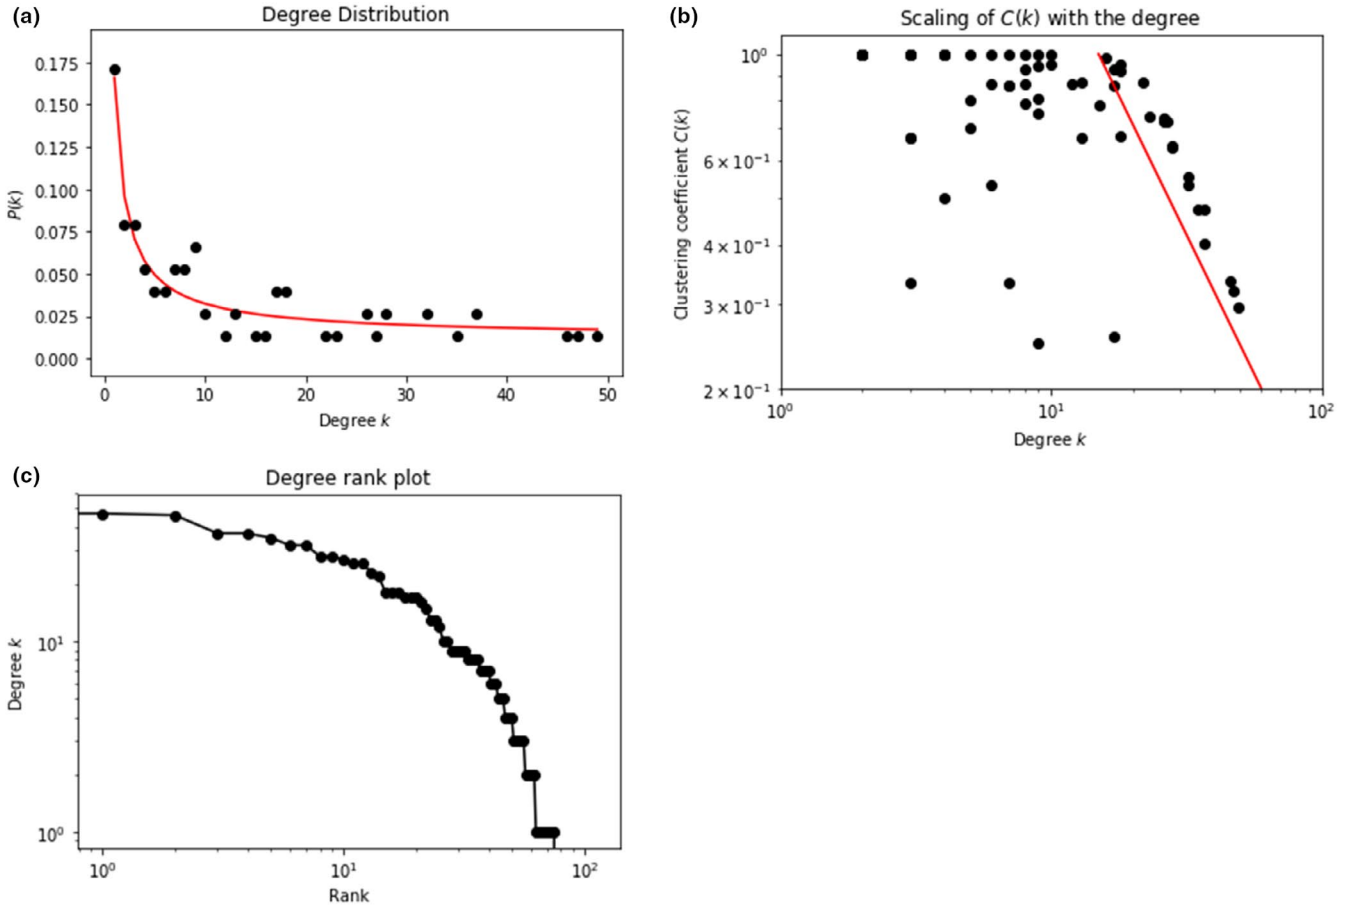 (a)
Degree Distribution
0.175
0.150
0.125
0.100
0.075
0.050
0.025
0.000
P(k)
0 10 20 30 40 50
Degree k
(b)
Scaling of C(k) with the degree
10⁰
6 × 10⁻¹
4 × 10⁻¹
3 × 10⁻¹
2 × 10⁻¹
Clustering coefficient C(k)
10⁰ 10¹ 10²
Degree k
(c)
Degree rank plot
10¹
10⁰
Degree k
10⁰ 10¹ 10²
Rank